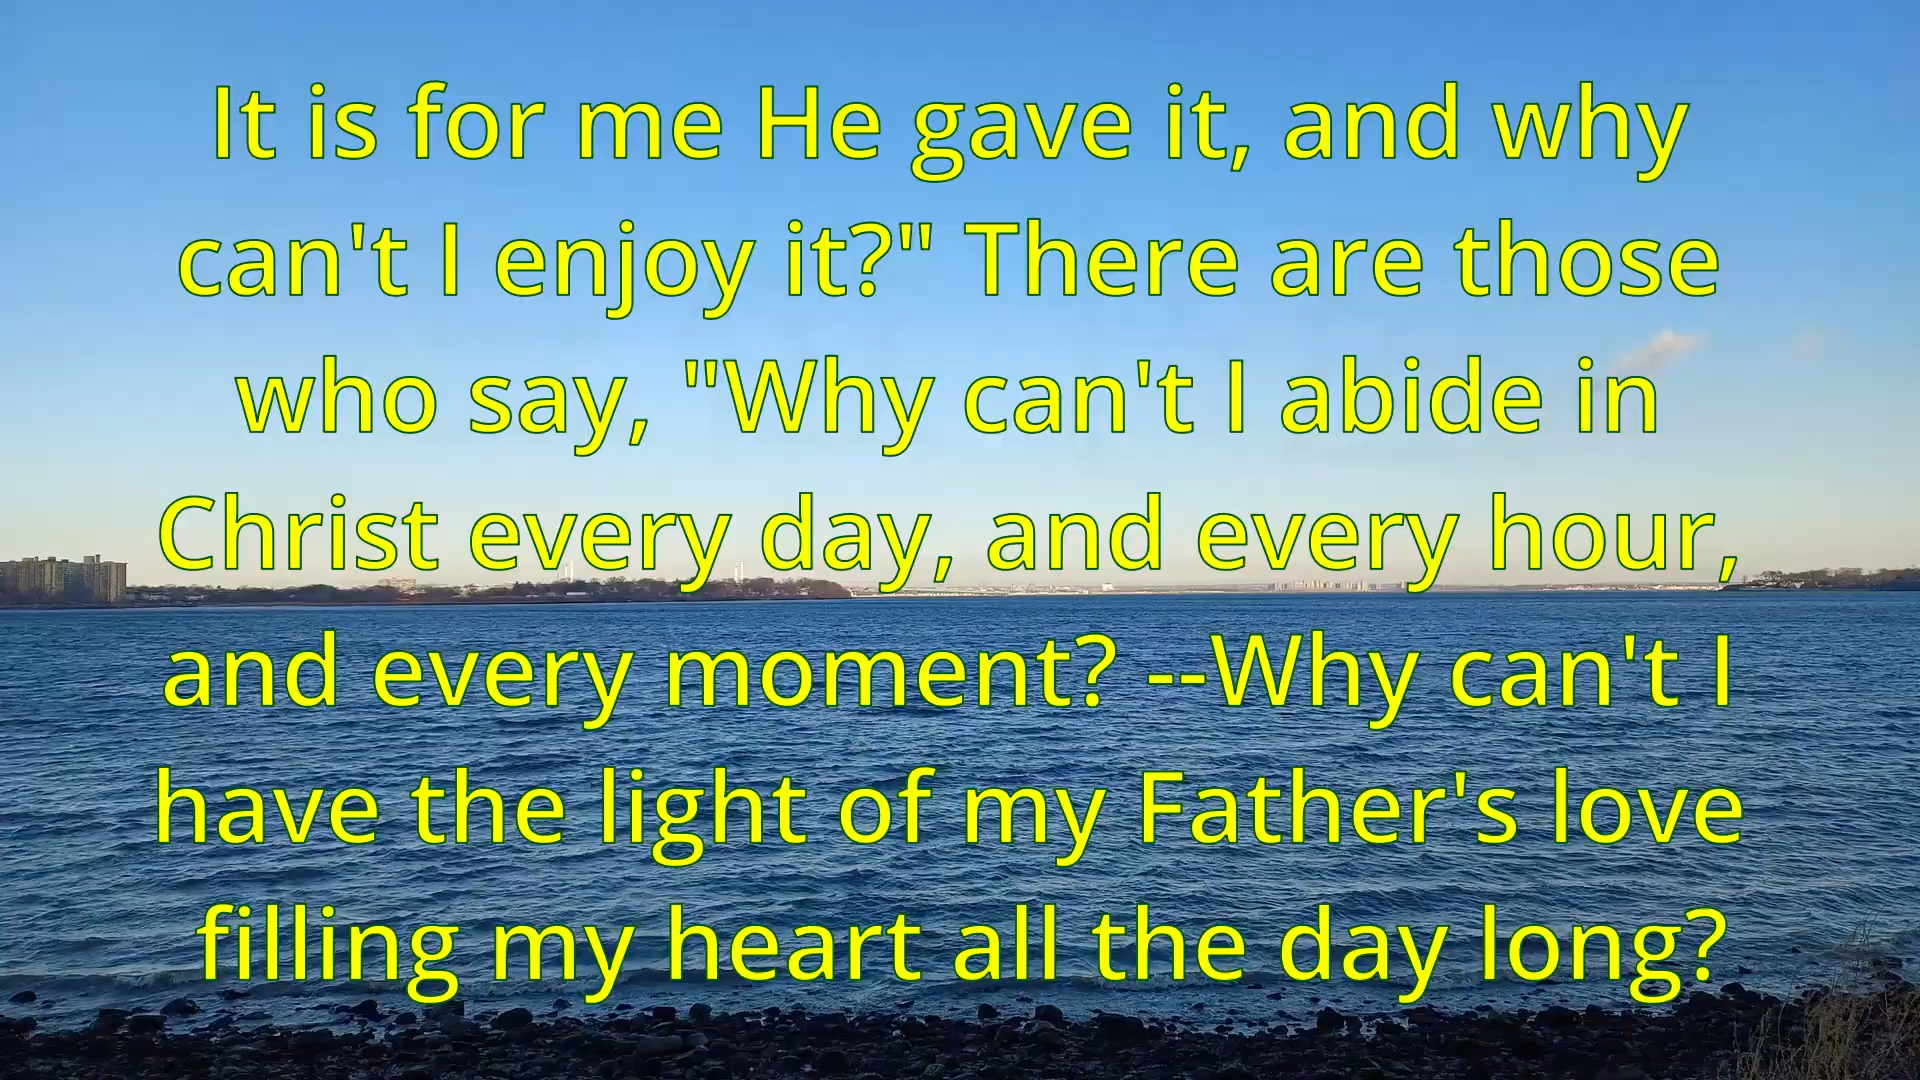 It is for me He gave it, and why
can't I enjoy it?" There are those
who say, "Why can't I abide in
Christ every day, and every hour,
and every moment? --Why can't I
have the light of my Father's love
filling my heart all the day long?